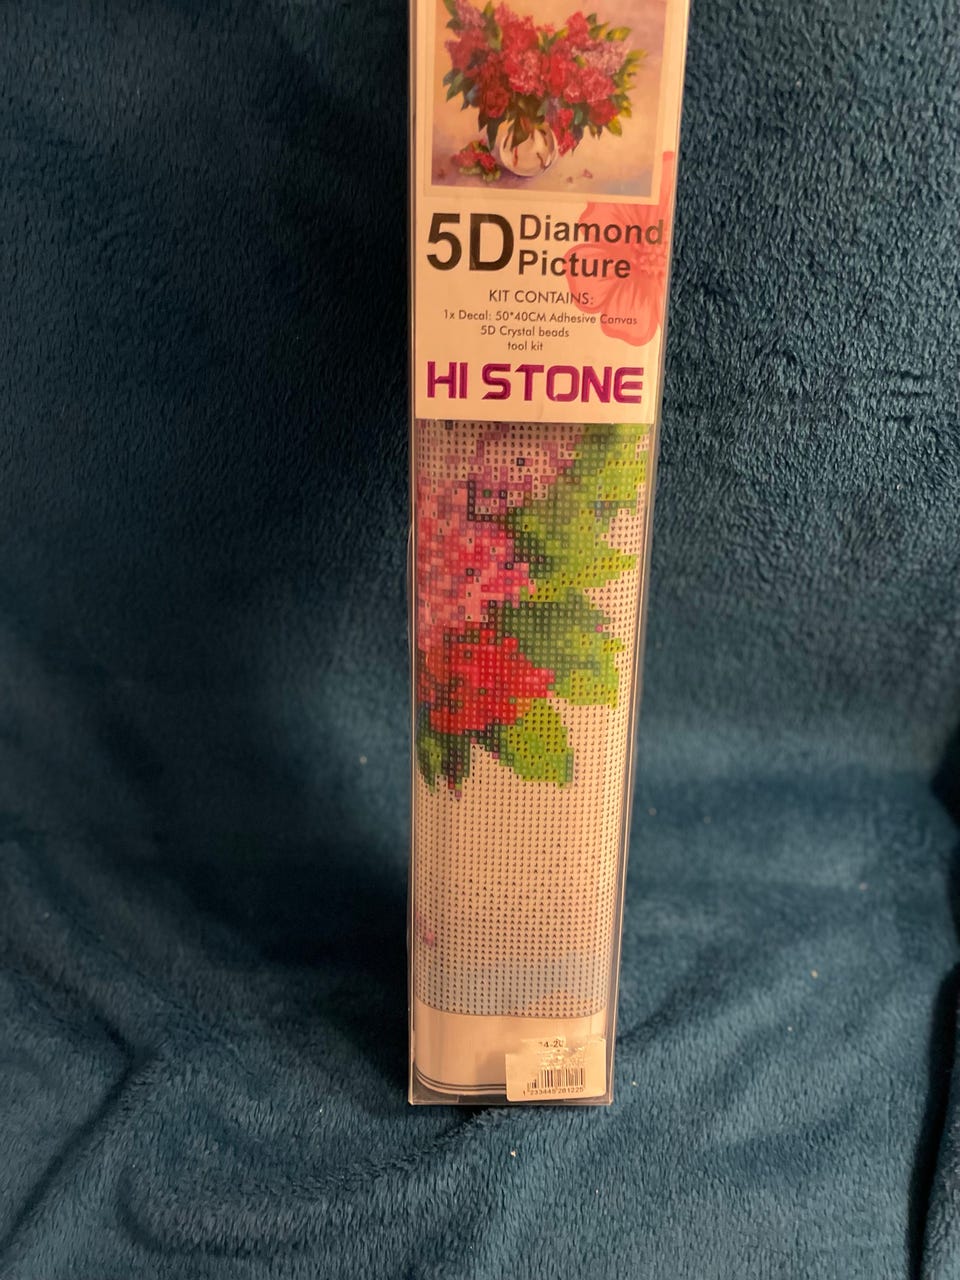 5D Diamond
Picture
KIT CONTAINS:
1x Decal: 50*40CM Adhesive Canvas
5D Crystal beads
tool kit
HI STONE